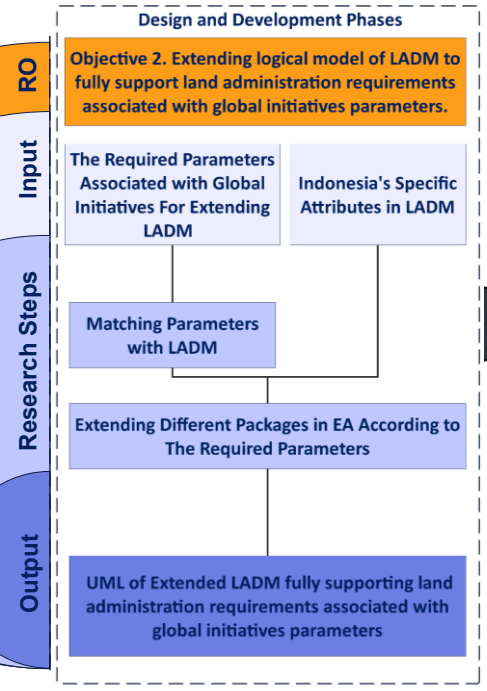 Design and Development Phases
RO
Objective 2. Extending logical model of LADM to
fully support land administration requirements
associated with global initiatives parameters.
Input
The Required Parameters
Associated with Global
Initiatives For Extending
LADM
Indonesia's Specific
Attributes in LADM
Research Steps
Matching Parameters
with LADM
Extending Different Packages in EA According to
The Required Parameters
Output
UML of Extended LADM fully supporting land
administration requirements associated with
global initiatives parameters